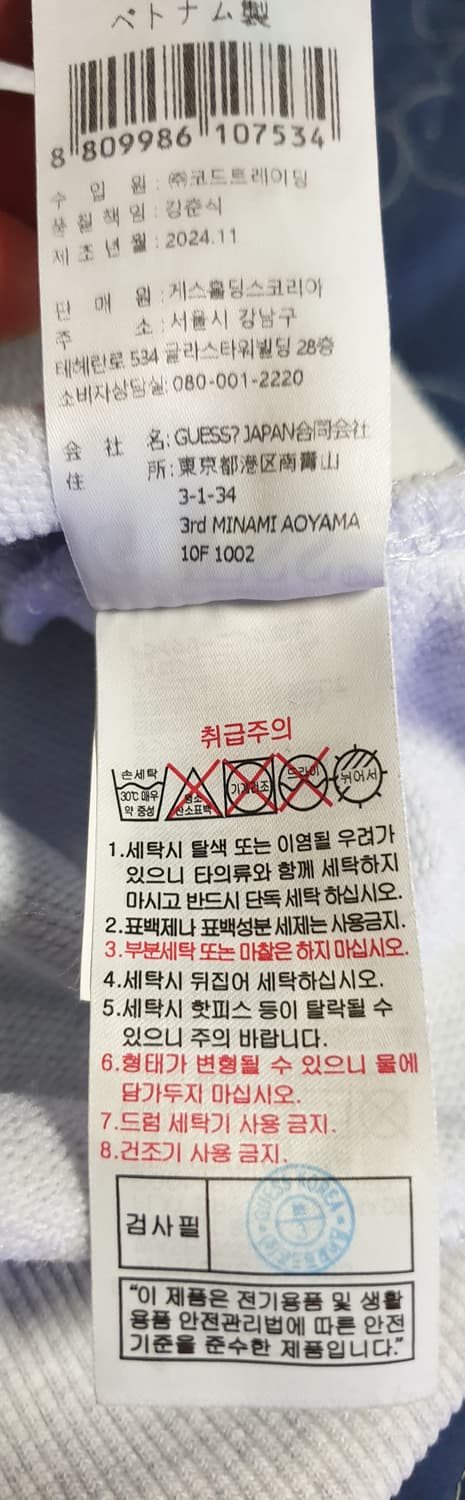 ベトナム製
8 809986 107534
수 입 원 : ㈜코드트레이딩
품질책임 : 강준식
제조년월 : 2024.11
판 매 원 : 게스홀딩스코리아
주 소 : 서울시 강남구
테헤란로 534 글라스타워빌딩 28층
소비자상담실: 080-001-2220
会 社 名: GUESS? JAPAN合同会社
住 所: 東京都港区南青山
3-1-34
3rd MINAMI AOYAMA
10F 1002
취급주의
손세탁
30℃ 매우
약 중성
염소
산소표백
기계건조
드라이
뉘어서
1.세탁시 탈색 또는 이염될 우려가
있으니 타의류와 함께 세탁하지
마시고 반드시 단독 세탁 하십시오.
2.표백제나 표백성분 세제는 사용금지.
3.부분세탁 또는 마찰은 하지 마십시오.
4.세탁시 뒤집어 세탁하십시오.
5.세탁시 핫피스 등이 탈락될 수
있으니 주의 바랍니다.
6.형태가 변형될 수 있으니 물에
담가두지 마십시오.
7.드럼 세탁기 사용 금지.
8.건조기 사용 금지.
검사필
GUESS KOREA
"이 제품은 전기용품 및 생활
용품 안전관리법에 따른 안전
기준을 준수한 제품입니다."